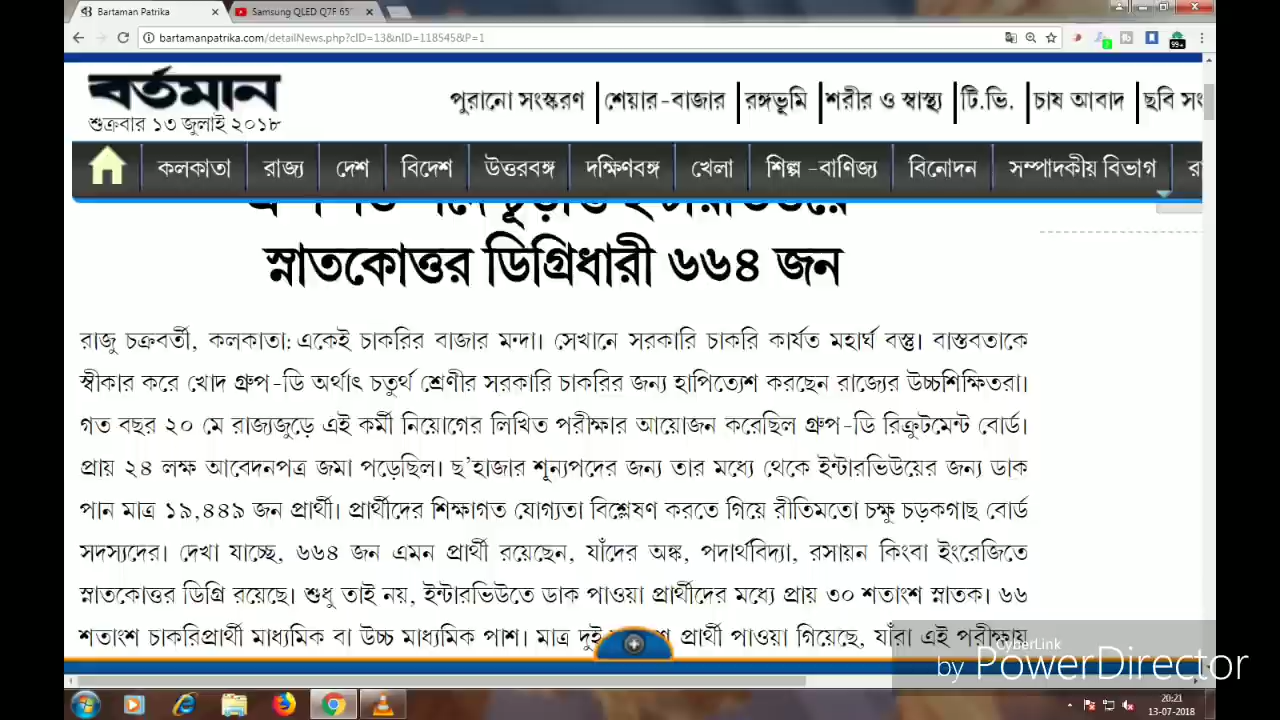 Bartaman Patrika
Samsung QLED Q7F 65
bartamanpatrika.com/detailNews.php?cID=13&nID=118545&P=1
বর্তমান
শুক্রবার ১৩ জুলাই ২০১৮
পুরানো সংস্করণ শেয়ার-বাজার রঙ্গভূমি শরীর ও স্বাস্থ্য টি.ভি. চাষ আবাদ ছবি সং
কলকাতা রাজ্য দেশ বিদেশ উত্তরবঙ্গ দক্ষিণবঙ্গ খেলা শিল্প -বাণিজ্য বিনোদন সম্পাদকীয় বিভাগ
স্নাতকোত্তর ডিগ্রিধারী ৬৬৪ জন
রাজু চক্রবর্তী, কলকাতা: একেই চাকরির বাজার মন্দা। সেখানে সরকারি চাকরি কার্যত মহার্ঘ বস্তু। বাস্তবতাকে
স্বীকার করে খোদ গ্রুপ-ডি অর্থাৎ চতুর্থ শ্রেণীর সরকারি চাকরির জন্য হাপিত্যেশ করছেন রাজ্যের উচ্চশিক্ষিতরা।
গত বছর ২০ মে রাজ্যজুড়ে এই কর্মী নিয়োগের লিখিত পরীক্ষার আয়োজন করেছিল গ্রুপ-ডি রিক্রুটমেন্ট বোর্ড।
প্রায় ২৪ লক্ষ আবেদনপত্র জমা পড়েছিল। ছ’হাজার শূন্যপদের জন্য তার মধ্যে থেকে ইন্টারভিউয়ের জন্য ডাক
পান মাত্র ১৯,৪৪৯ জন প্রার্থী। প্রার্থীদের শিক্ষাগত যোগ্যতা বিশ্লেষণ করতে গিয়ে রীতিমতো চক্ষু চড়কগাছ বোর্ড
সদস্যদের। দেখা যাচ্ছে, ৬৬৪ জন এমন প্রার্থী রয়েছেন, যাঁদের অঙ্ক, পদার্থবিদ্যা, রসায়ন কিংবা ইংরেজিতে
স্নাতকোত্তর ডিগ্রি রয়েছে। শুধু তাই নয়, ইন্টারভিউতে ডাক পাওয়া প্রার্থীদের মধ্যে প্রায় ৩০ শতাংশ স্নাতক। ৬৬
শতাংশ চাকরিপ্রার্থী মাধ্যমিক বা উচ্চ মাধ্যমিক পাশ। মাত্র দুই প্রার্থী পাওয়া গিয়েছে, যাঁরা এই পরীক্ষায়
CyberLink
by PowerDirector
20:21
13-07-2018